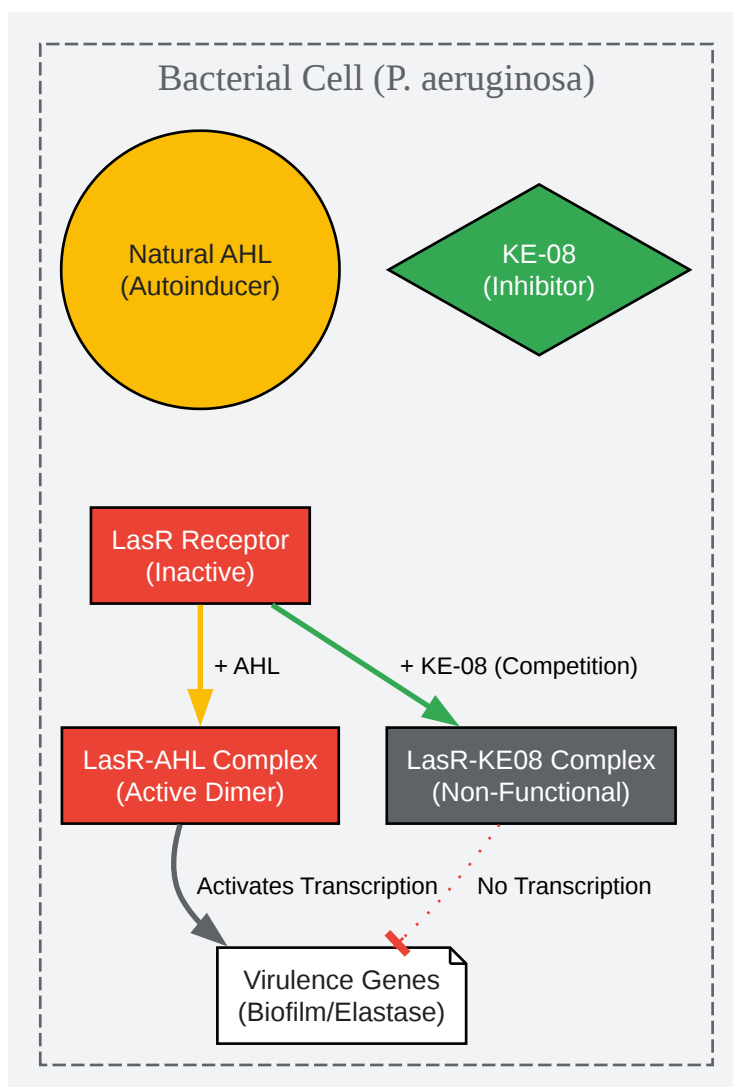 Bacterial Cell (P. aeruginosa)
Natural AHL
(Autoinducer)
KE-08
(Inhibitor)
LasR Receptor
(Inactive)
+ AHL
+ KE-08 (Competition)
LasR-AHL Complex
(Active Dimer)
LasR-KE08 Complex
(Non-Functional)
Activates Transcription
No Transcription
Virulence Genes
(Biofilm/Elastase)